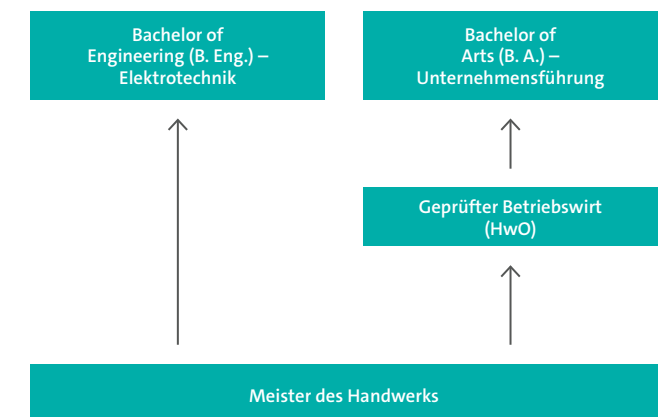 Bachelor of
Engineering (B. Eng.) –
Elektrotechnik
Bachelor of
Arts (B. A.) –
Unternehmensführung
Geprüfter Betriebswirt
(HwO)
Meister des Handwerks